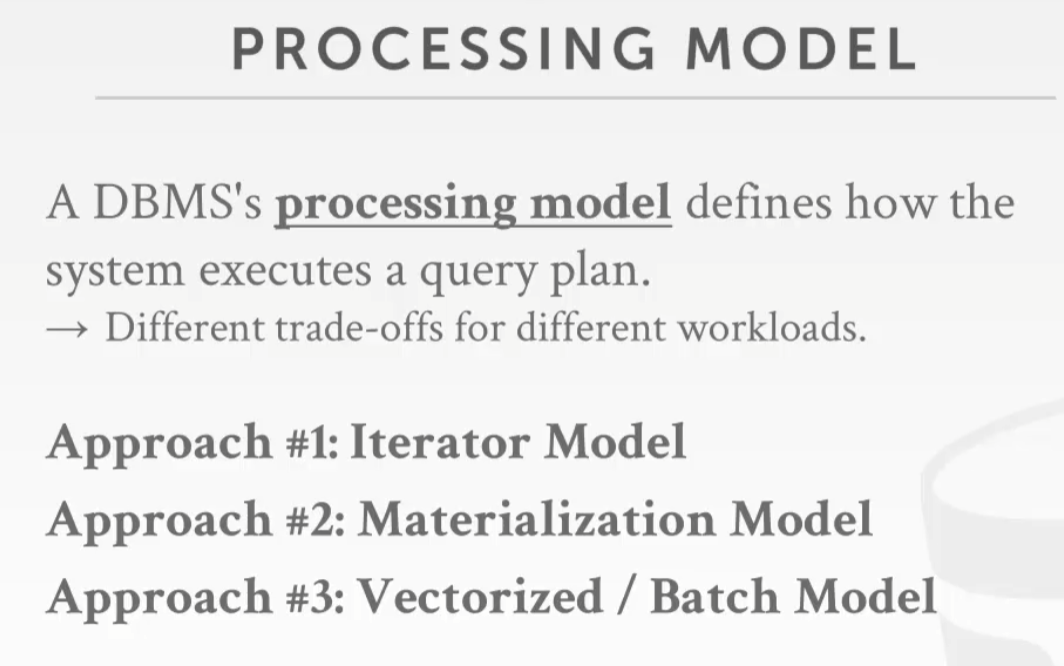 PROCESSING MODEL
A DBMS's processing model defines how the
system executes a query plan.
→ Different trade-offs for different workloads.
Approach #1: Iterator Model
Approach #2: Materialization Model
Approach #3: Vectorized / Batch Model